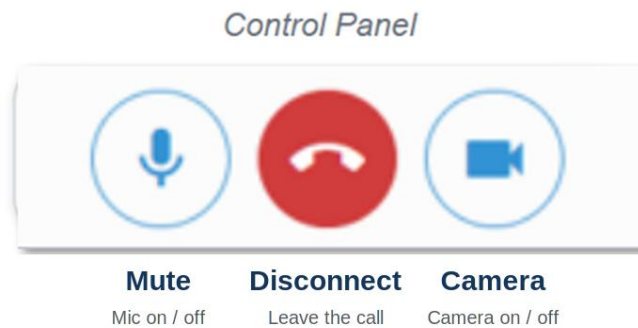 Control Panel
Mute Disconnect Camera
Mic on / off Leave the call Camera on / off